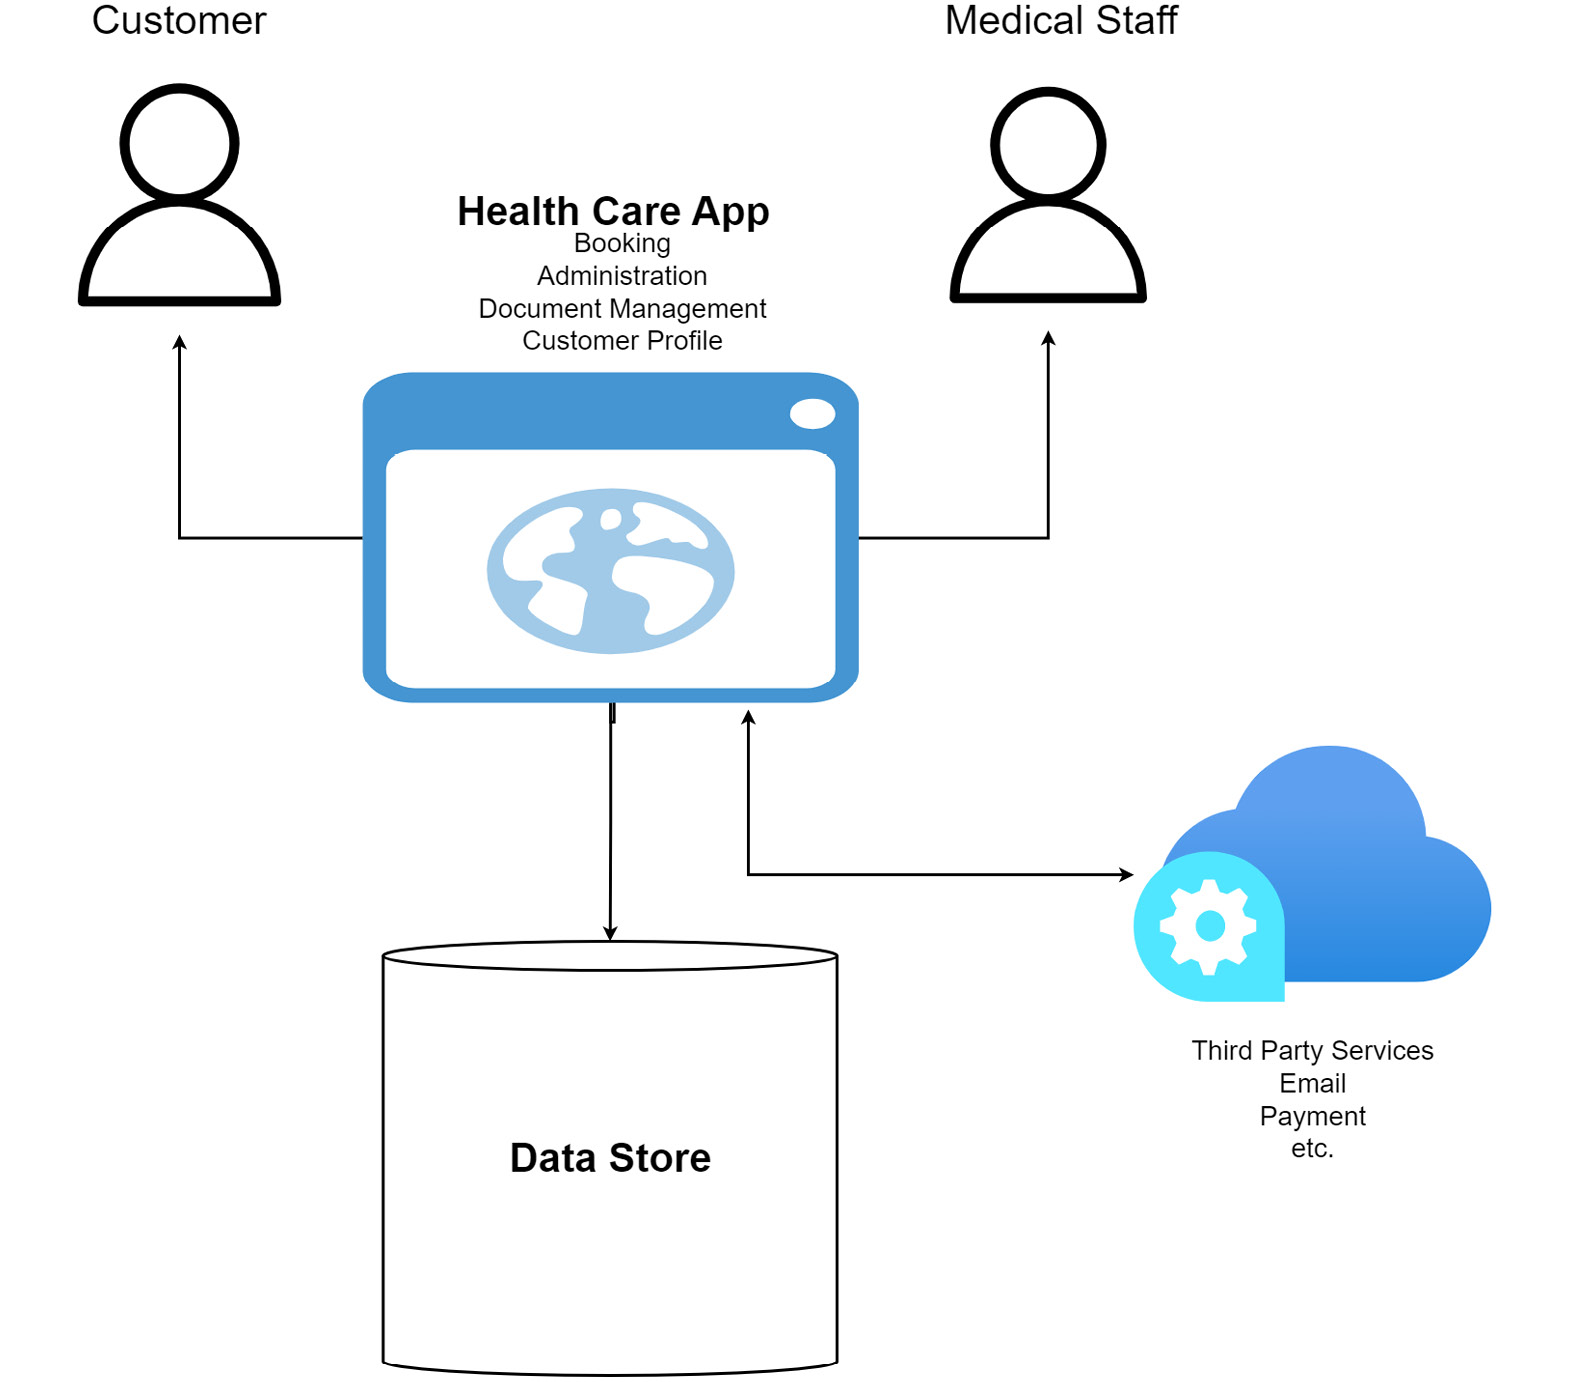 Customer
Medical Staff
Health Care App
Booking
Administration
Document Management
Customer Profile
Data Store
Third Party Services
Email
Payment
etc.